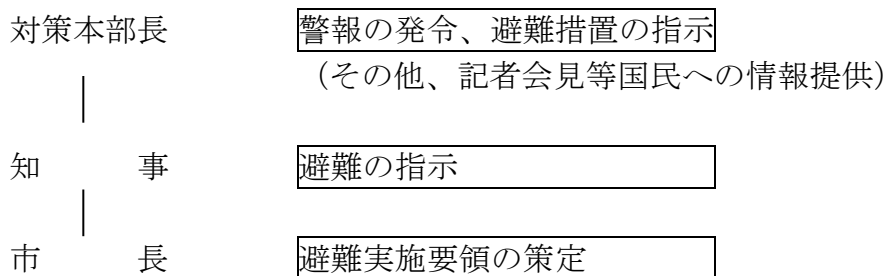 対策本部長 警報の発令、避難措置の指示
（その他、記者会見等国民への情報提供）
知 事 避難の指示
市 長 避難実施要領の策定